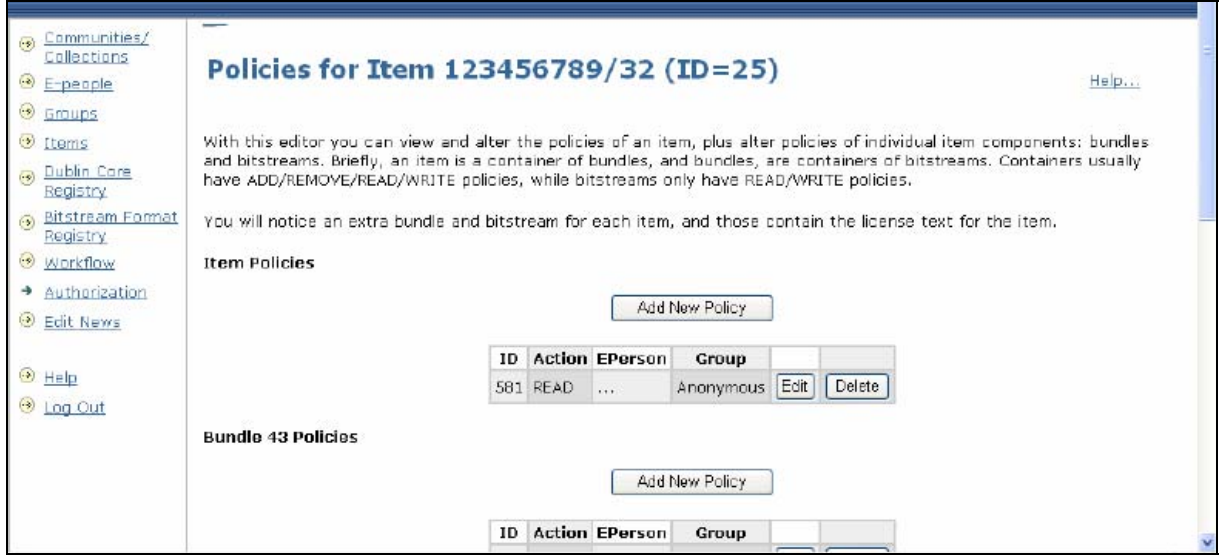 Communities/
Collections
E-people
Groups
Items
Dublin Core
Registry
Bitstream Format
Registry
Workflow
Authorization
Edit News
Help
Log Out
Policies for Item 123456789/32 (ID=25)
Help...
With this editor you can view and alter the policies of an item, plus alter policies of individual item components: bundles
and bitstreams. Briefly, an item is a container of bundles, and bundles, are containers of bitstreams. Containers usually
have ADD/REMOVE/READ/WRITE policies, while bitstreams only have READ/WRITE policies.
You will notice an extra bundle and bitstream for each item, and those contain the license text for the item.
Item Policies
Add New Policy
ID Action EPerson Group
581 READ ... Anonymous Edit Delete
Bundle 43 Policies
Add New Policy
ID Action EPerson Group